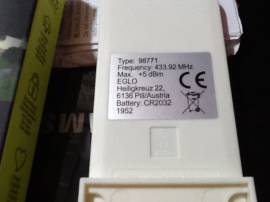 Type: 98771
Frequency: 433.92 MHz
Max. +5 dBm
EGLO
Heiligkreuz 22,
6136 Pill/Austria
Battery: CR2032
1952
CE